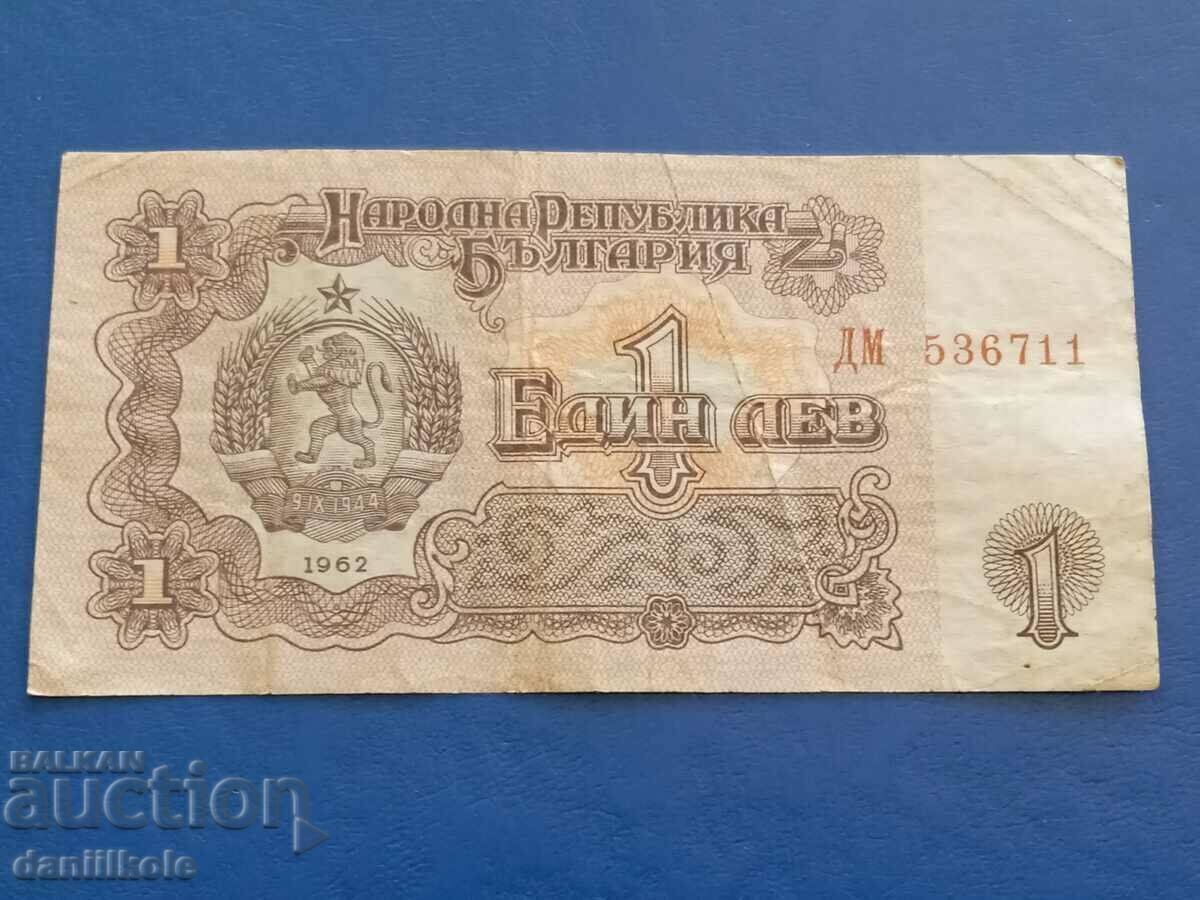 1
НАРОДНА РЕПУБЛИКА
БЪЛГАРИЯ
1
ЕДИН ЛЕВ
ДМ 536711
9 IX 1944
1962
1
1
BALKAN
auction
daniilkole